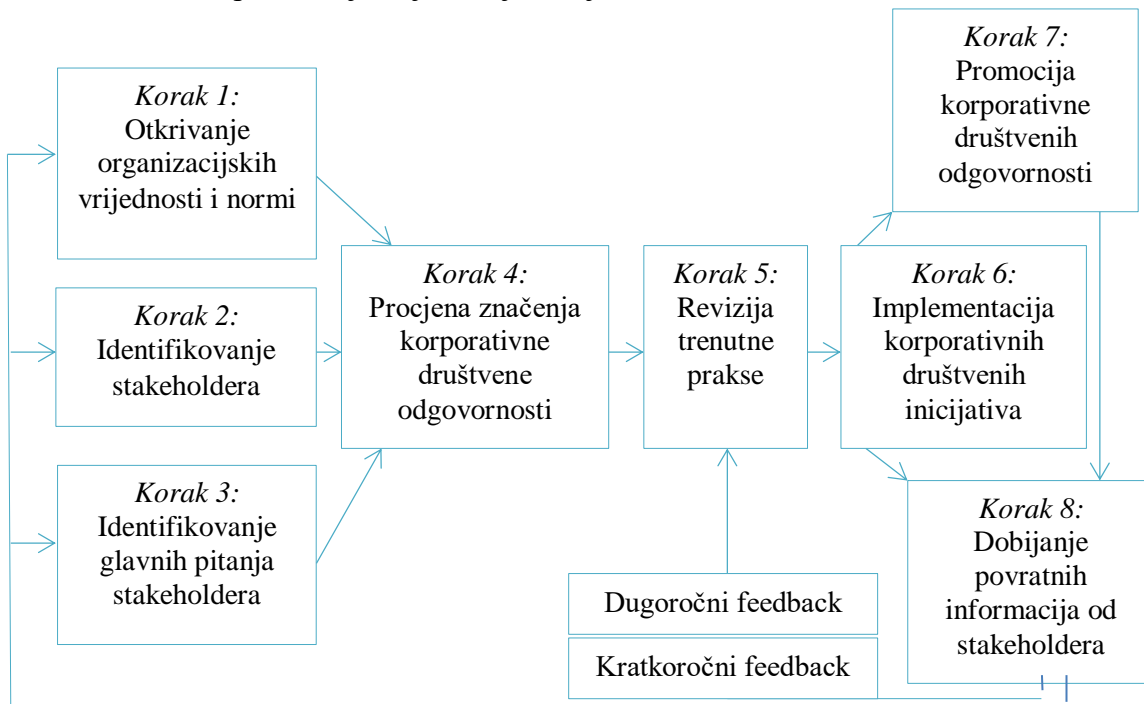 Korak 1:
Otkrivanje
organizacijskih
vrijednosti i normi
Korak 2:
Identifikovanje
stakeholdera
Korak 3:
Identifikovanje
glavnih pitanja
stakeholdera
Korak 4:
Procjena značenja
korporativne
društvene
odgovornosti
Korak 5:
Revizija
trenutne
prakse
Korak 6:
Implementacija
korporativnih
društvenih
inicijativa
Korak 7:
Promocija
korporativne
društvenih
odgovornosti
Korak 8:
Dobijanje
povratnih
informacija od
stakeholdera
Dugoročni feedback
Kratkoročni feedback